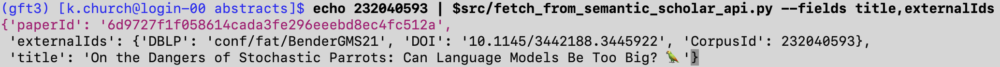 (gft3) [k.church@login-00 abstracts]$ echo 232040593 | $src/fetch_from_semantic_scholar_api.py --fields title,externalIds
{'paperId': '6d9727f1f058614cada3fe296eeebd8ec4fc512a',
 'externalIds': {'DBLP': 'conf/fat/BenderGMS21', 'DOI': '10.1145/3442188.3445922', 'CorpusId': 232040593},
 'title': 'On the Dangers of Stochastic Parrots: Can Language Models Be Too Big? 🦜'}